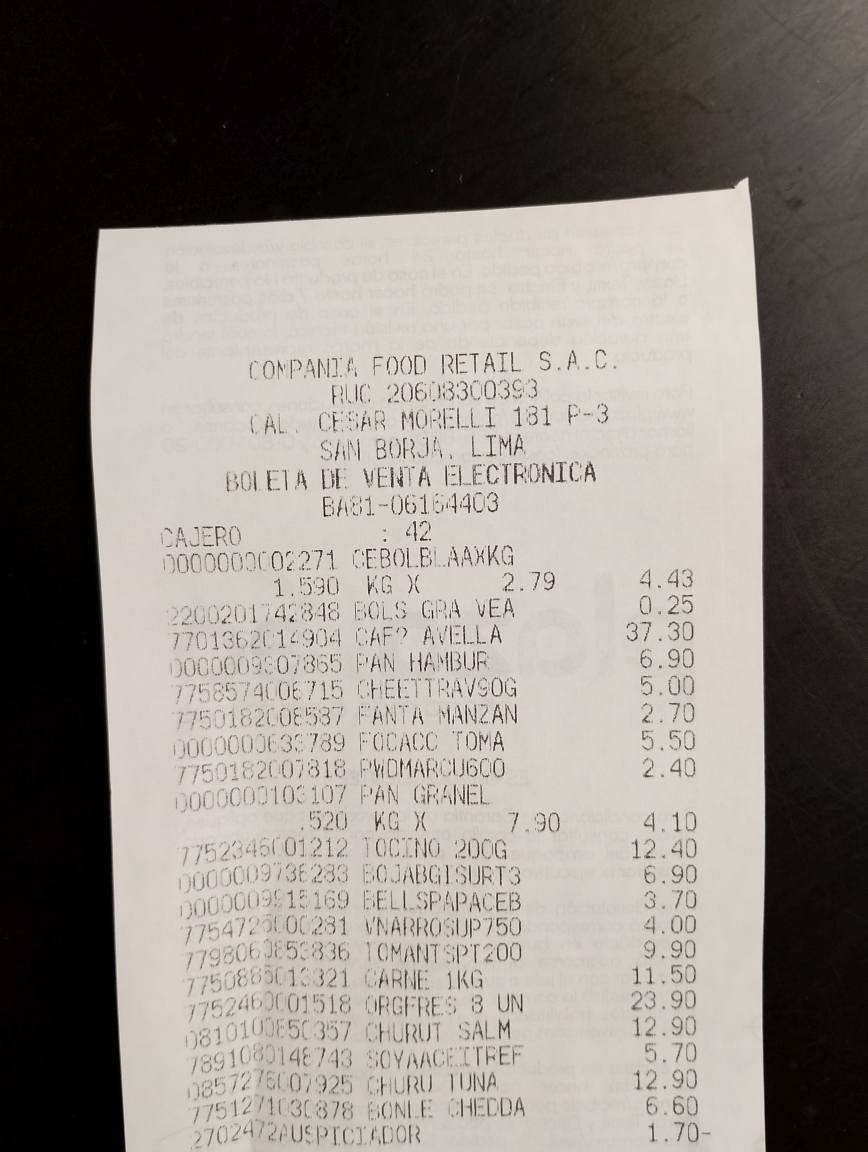 COMPANIA FOOD RETAIL S.A.C.
RUC 20608300393
CAL. CESAR MORELLI 181 P-3
SAN BORJA, LIMA
BOLETA DE VENTA ELECTRONICA
BA81-06164403
CAJERO : 42
0000000002271 CEBOLBLAAXKG
1.590 KG X 2.79 4.43
2200201742848 BOLS GRA VEA 0.25
7701362014904 CAF? AVELLA 37.30
0000009307865 PAN HAMBUR 6.90
7758574006715 CHEETTRAV90G 5.00
7750182008587 FANTA MANZAN 2.70
0000000633789 FOCACC TOMA 5.50
7750182007818 PWDMARCU600 2.40
0000000103107 PAN GRANEL
.520 KG X 7.90 4.10
7752346001212 TOCINO 200G 12.40
0000009736283 BOJABGISURT3 6.90
0000009915169 BELLSPAPACEB 3.70
7754725000281 VNARROSUP750 4.00
7798060853836 TOMANTSPT200 9.90
7750885013321 CARNE 1KG 11.50
7752460001518 ORGFRES 8 UN 23.90
0810100850357 CHURUT SALM 12.90
7891080148743 SOYAACEITREF 5.70
0857275007925 CHURU TUNA 12.90
7751271030878 BONLE CHEDDA 6.60
2702472AUSPICIADOR 1.70-